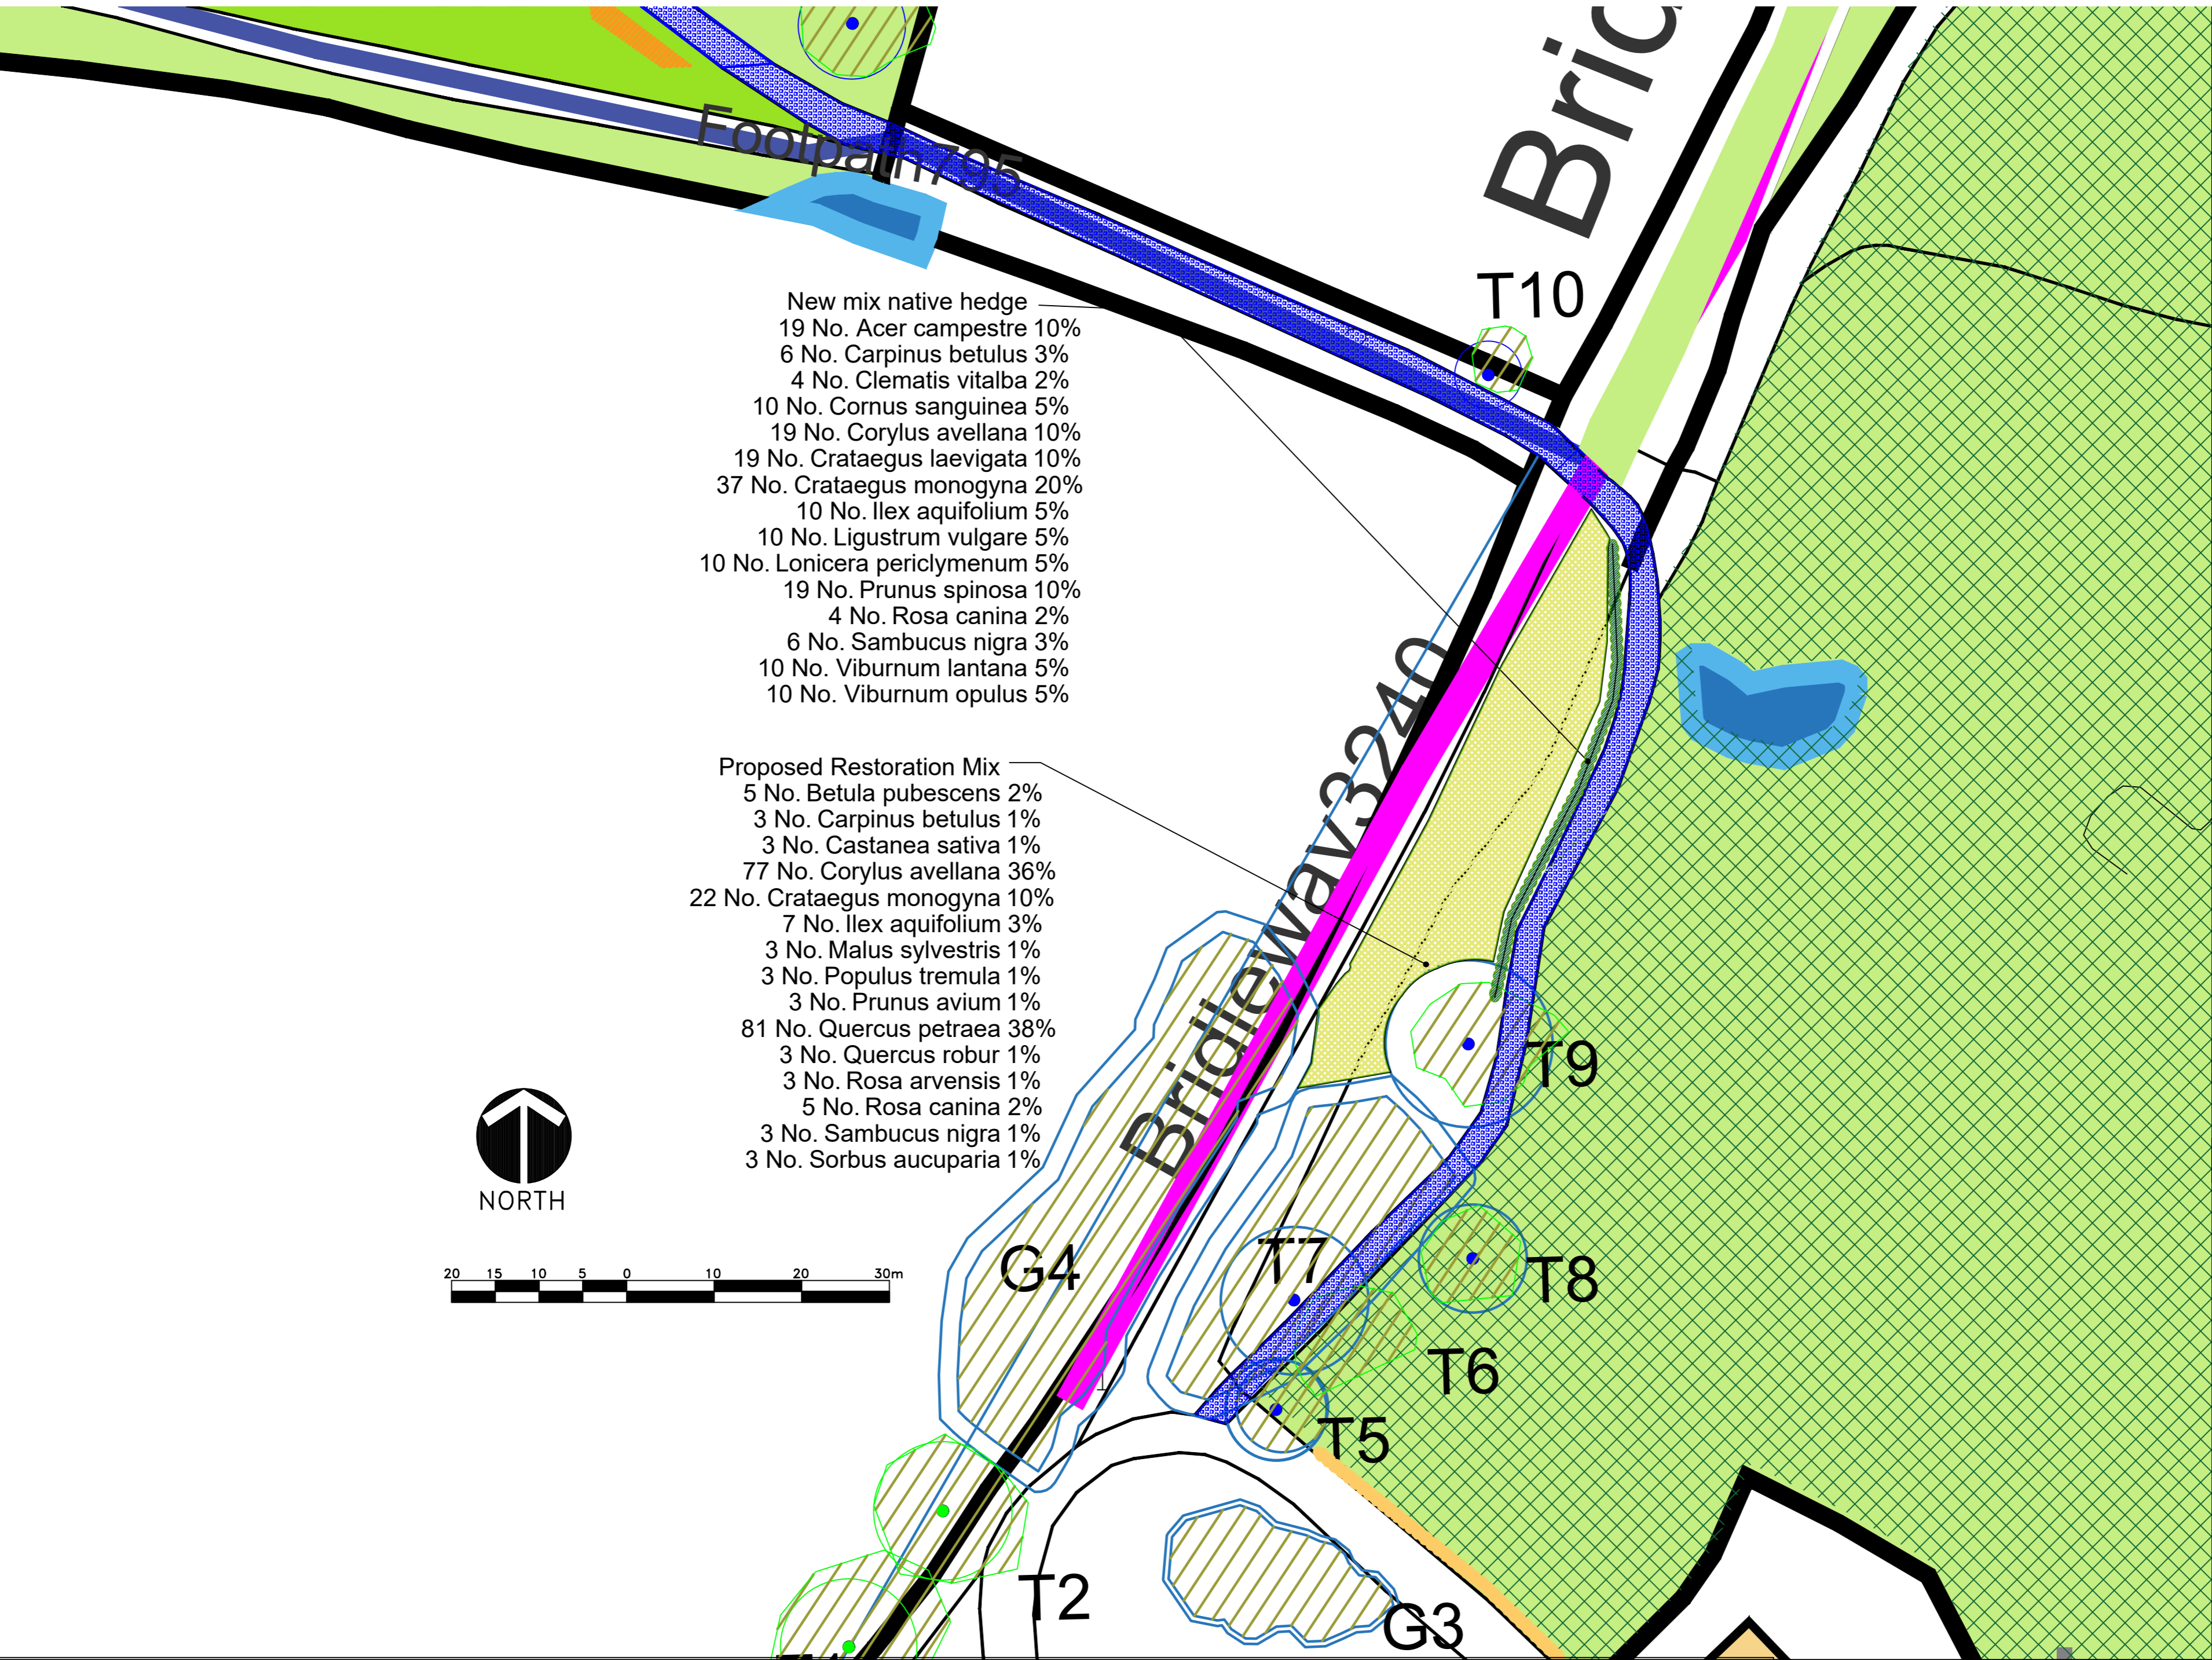 Brid
Footpath795
T10
New mix native hedge
19 No. Acer campestre 10%
6 No. Carpinus betulus 3%
4 No. Clematis vitalba 2%
10 No. Cornus sanguinea 5%
19 No. Corylus avellana 10%
19 No. Crataegus laevigata 10%
37 No. Crataegus monogyna 20%
10 No. Ilex aquifolium 5%
10 No. Ligustrum vulgare 5%
10 No. Lonicera periclymenum 5%
19 No. Prunus spinosa 10%
4 No. Rosa canina 2%
6 No. Sambucus nigra 3%
10 No. Viburnum lantana 5%
10 No. Viburnum opulus 5%
Bridleway3240
Proposed Restoration Mix
5 No. Betula pubescens 2%
3 No. Carpinus betulus 1%
3 No. Castanea sativa 1%
77 No. Corylus avellana 36%
22 No. Crataegus monogyna 10%
7 No. Ilex aquifolium 3%
3 No. Malus sylvestris 1%
3 No. Populus tremula 1%
3 No. Prunus avium 1%
81 No. Quercus petraea 38%
3 No. Quercus robur 1%
3 No. Rosa arvensis 1%
5 No. Rosa canina 2%
3 No. Sambucus nigra 1%
3 No. Sorbus aucuparia 1%
T9
NORTH
20 15 10 5 0 10 20 30m
G4
T7
T8
T6
T5
T2
G3